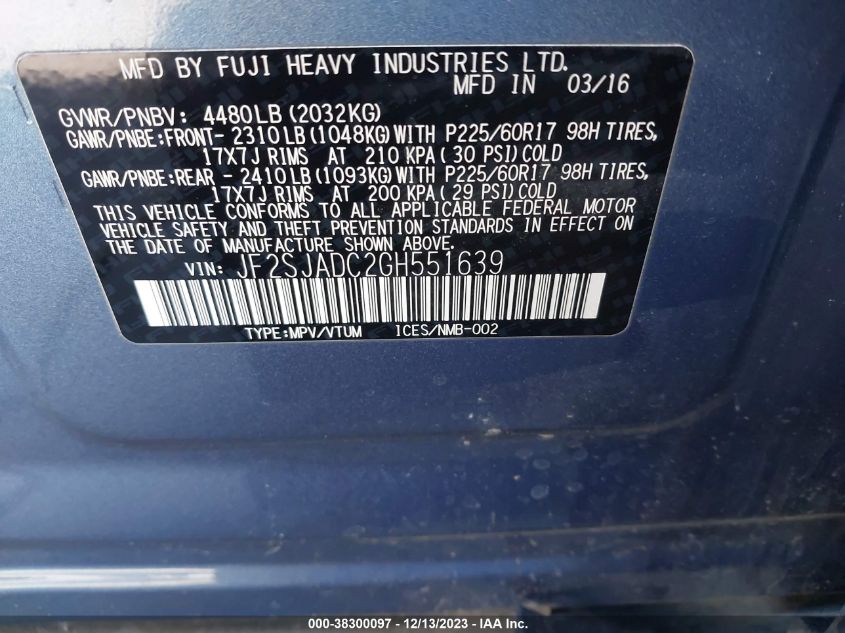 MFD BY FUJI HEAVY INDUSTRIES LTD.
MFD IN 03/16
GVWR/PNBV: 4480LB (2032KG)
GAWR/PNBE:FRONT- 2310LB (1048KG) WITH P225/60R17 98H TIRES,
17X7J RIMS AT 210 KPA ( 30 PSI) COLD
GAWR/PNBE:REAR - 2410LB (1093KG) WITH P225/60R17 98H TIRES,
17X7J RIMS AT 200 KPA ( 29 PSI) COLD
THIS VEHICLE CONFORMS TO ALL APPLICABLE FEDERAL MOTOR
VEHICLE SAFETY AND THEFT PREVENTION STANDARDS IN EFFECT ON
THE DATE OF MANUFACTURE SHOWN ABOVE.
VIN: JF2SJADC2GH551639
TYPE:MPV/VTUM ICES/NMB-002
000-38300097 - 12/13/2023 - IAA Inc.